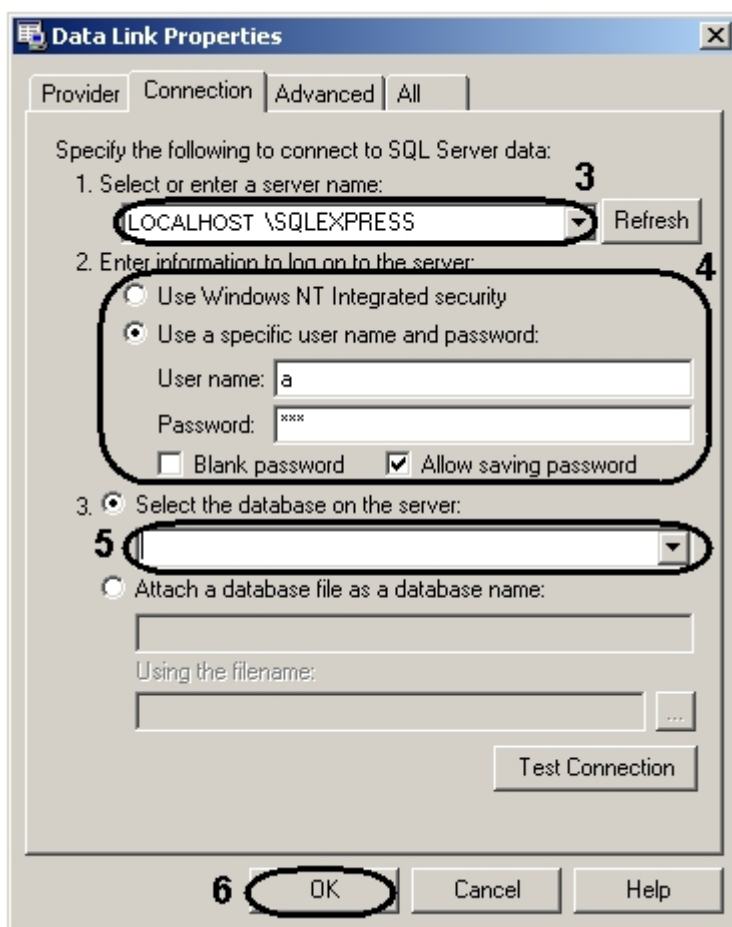 Data Link Properties
Provider Connection Advanced All
Specify the following to connect to SQL Server data:
1. Select or enter a server name: 3
LOCALHOST \SQLEXPRESS Refresh
2. Enter information to log on to the server: 4
Use Windows NT Integrated security
Use a specific user name and password:
User name: a
Password: ***
Blank password Allow saving password
3. Select the database on the server:
5
Attach a database file as a database name:
Using the filename:
...
Test Connection
6 OK Cancel Help